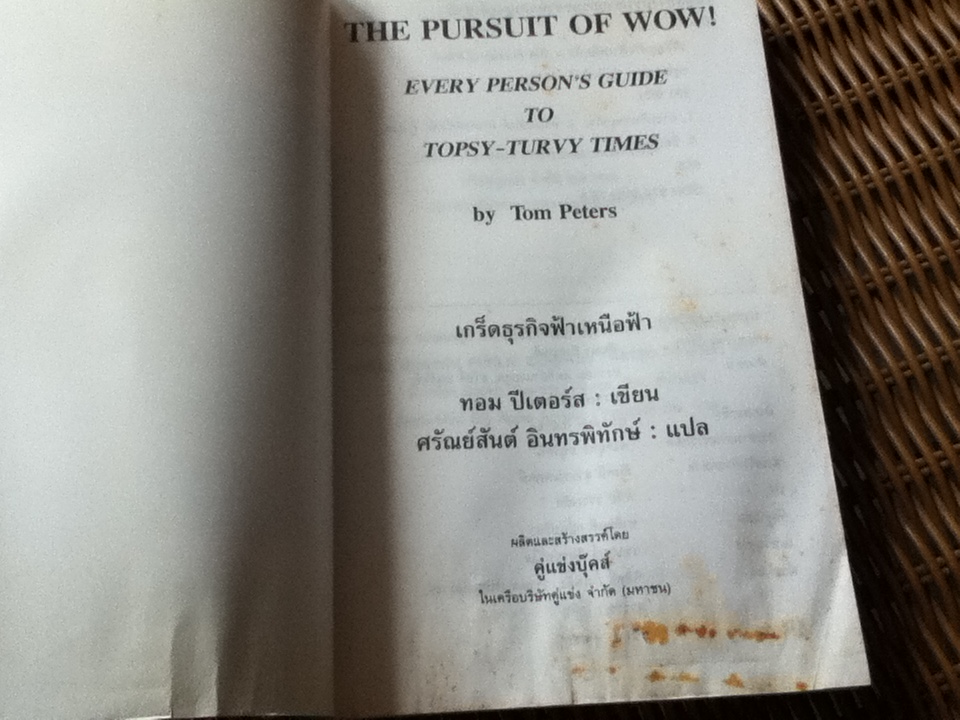 THE PURSUIT OF WOW!
EVERY PERSON'S GUIDE
TO
TOPSY-TURVY TIMES
by Tom Peters
เกร็ดธุรกิจฟ้าเหนือฟ้า
ทอม ปีเตอร์ส : เขียน
ศรัณย์สันต์ อินทรพิทักษ์ : แปล
ผลิตและสร้างสรรค์โดย
คู่แข่งบุ๊คส์
ในเครือบริษัทคู่แข่ง จำกัด (มหาชน)